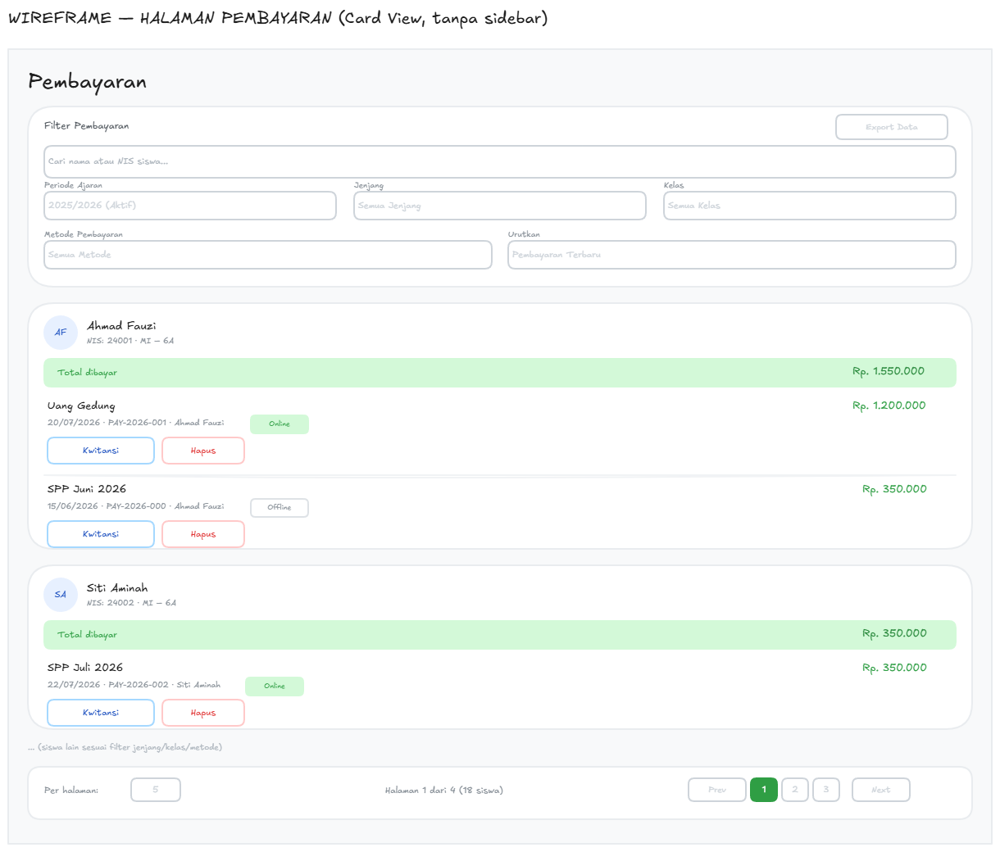 WIREFRAME — HALAMAN PEMBAYARAN (Card View, tanpa sidebar)
Pembayaran
Filter Pembayaran
Export Data
Cari nama atau NIS siswa...
Periode Ajaran
Jenjang
Kelas
2025/2026 (Aktif)
Semua Jenjang
Semua Kelas
Metode Pembayaran
Urutkan
Semua Metode
Pembayaran Terbaru
AF
Ahmad Fauzi
NIS: 24001 · MI — 6A
Total dibayar
Rp. 1.550.000
Uang Gedung
Rp. 1.200.000
20/07/2026 · PAY-2026-001 · Ahmad Fauzi
Online
Kwitansi
Hapus
SPP Juni 2026
Rp. 350.000
15/06/2026 · PAY-2026-000 · Ahmad Fauzi
Offline
Kwitansi
Hapus
SA
Siti Aminah
NIS: 24002 · MI — 6A
Total dibayar
Rp. 350.000
SPP Juli 2026
Rp. 350.000
22/07/2026 · PAY-2026-002 · Siti Aminah
Online
Kwitansi
Hapus
... (siswa lain sesuai filter jenjang/kelas/metode)
Per halaman:
5
Halaman 1 dari 4 (18 siswa)
Prev
1
2
3
Next